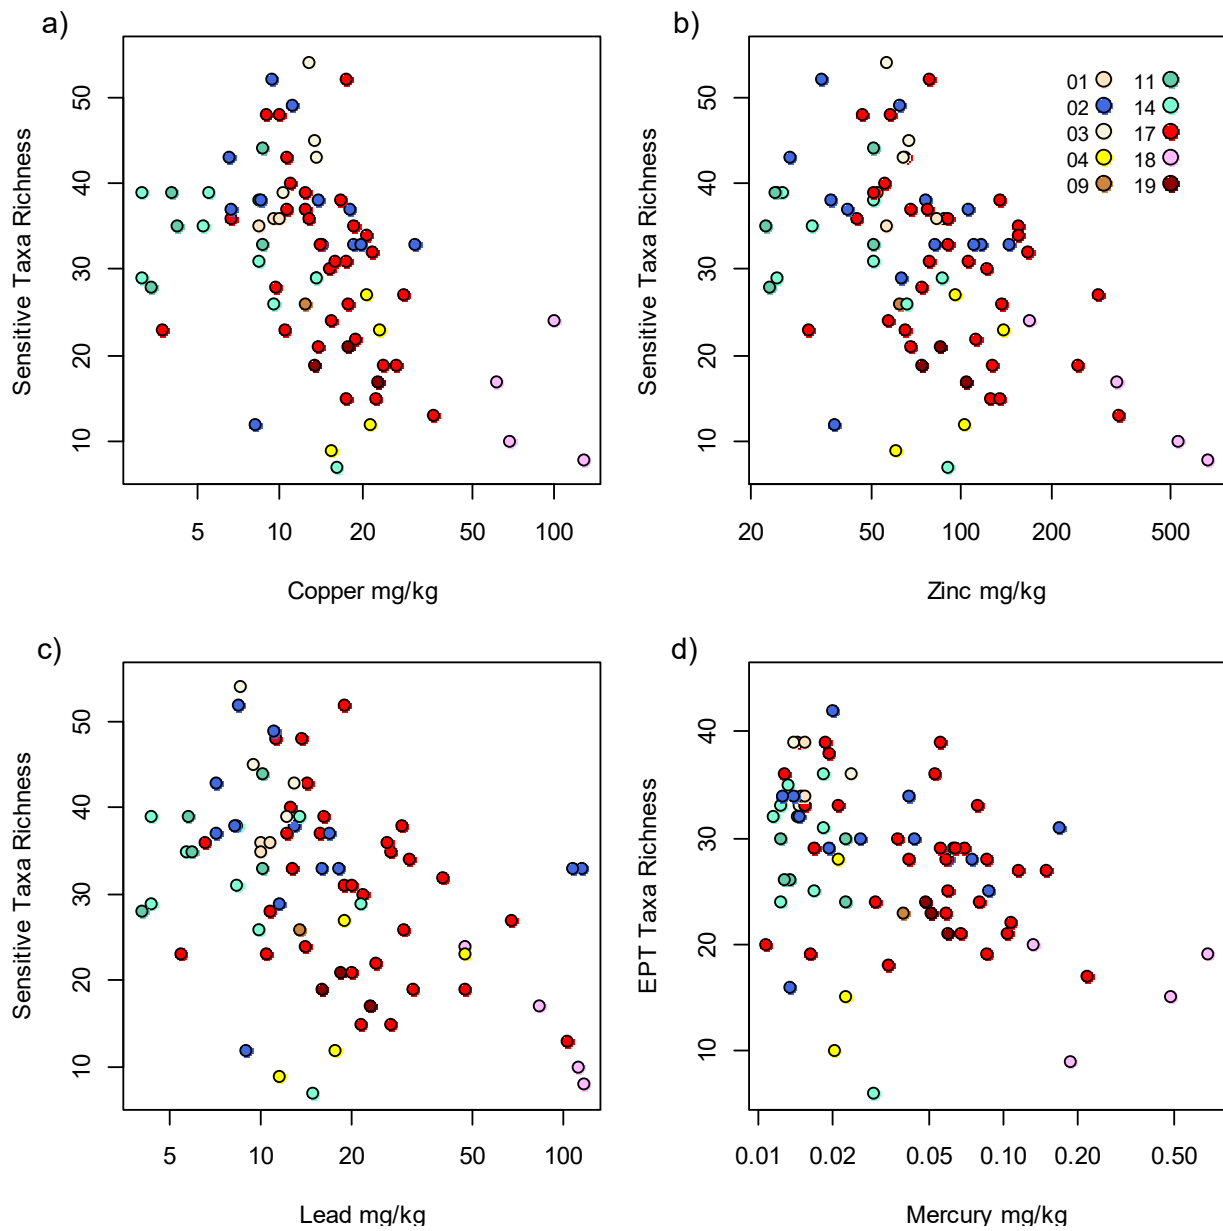 a)
Sensitive Taxa Richness
50
40
30
20
10
5 10 20 50 100
Copper mg/kg
b)
Sensitive Taxa Richness
50
40
30
20
10
01 11
02 14
03 17
04 18
09 19
20 50 100 200 500
Zinc mg/kg
c)
Sensitive Taxa Richness
50
40
30
20
10
5 10 20 50 100
Lead mg/kg
d)
EPT Taxa Richness
40
30
20
10
0.01 0.02 0.05 0.10 0.20 0.50
Mercury mg/kg